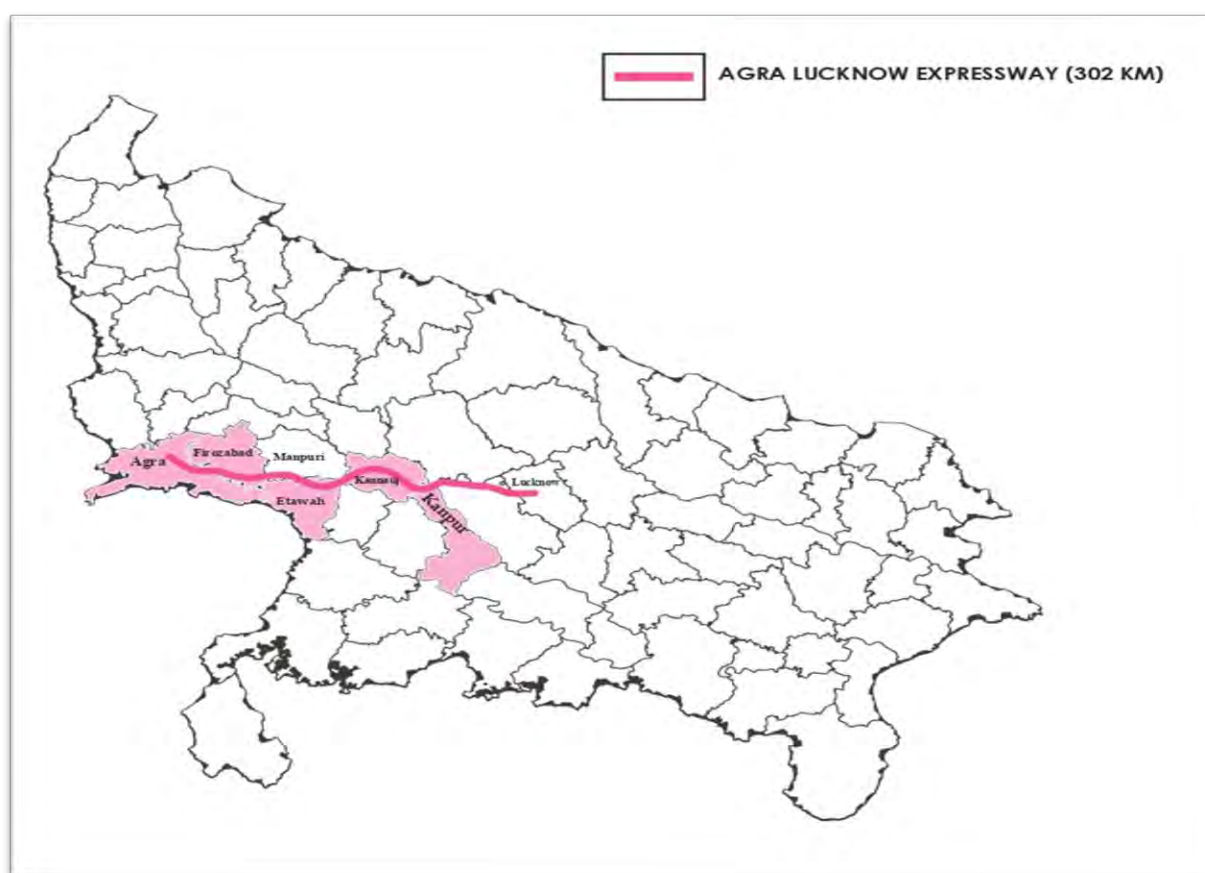 AGRA LUCKNOW EXPRESSWAY (302 KM)
Agra
Firozabad
Manpuri
Kannauj
Lucknow
Etawah
Kanpur